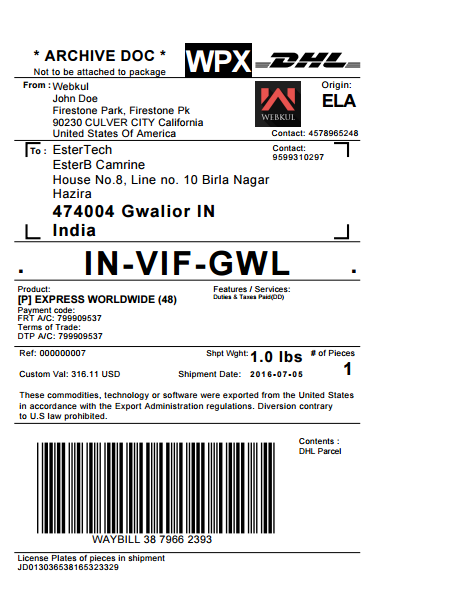 * ARCHIVE DOC *
Not to be attached to package
WPX
DHL
From : Webkul
John Doe
Firestone Park, Firestone Pk
90230 CULVER CITY California
United States Of America
WEBKUL
Origin:
ELA
Contact: 4578965248
To : EsterTech
EsterB Camrine
House No.8, Line no. 10 Birla Nagar
Hazira
474004 Gwalior IN
India
Contact:
9599310297
. IN-VIF-GWL .
Product:
[P] EXPRESS WORLDWIDE (48)
Payment code:
FRT A/C: 799909537
Terms of Trade:
DTP A/C: 799909537
Features / Services:
Duties & Taxes Paid(DD)
Ref: 000000007
Shpt Wght: 1.0 lbs
# of Pieces
1
Custom Val: 316.11 USD
Shipment Date: 2016-07-05
These commodities, technology or software were exported from the United States
in accordance with the Export Administration regulations. Diversion contrary
to U.S law prohibited.
Contents :
DHL Parcel
WAYBILL 38 7966 2393
License Plates of pieces in shipment
JD013036538165323329